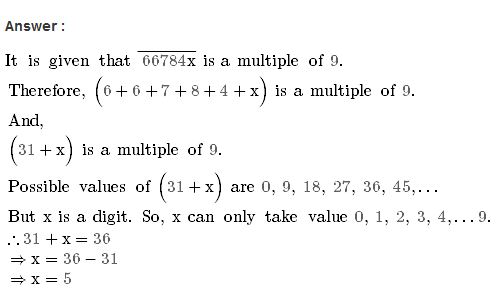 Answer :
It is given that 66784x is a multiple of 9.
Therefore, (6 + 6 + 7 + 8 + 4 + x) is a multiple of 9.
And,
(31 + x) is a multiple of 9.
Possible values of (31 + x) are 0, 9, 18, 27, 36, 45,...
But x is a digit. So, x can only take value 0, 1, 2, 3, 4,...9.
∴31 + x = 36
⇒ x = 36 − 31
⇒ x = 5